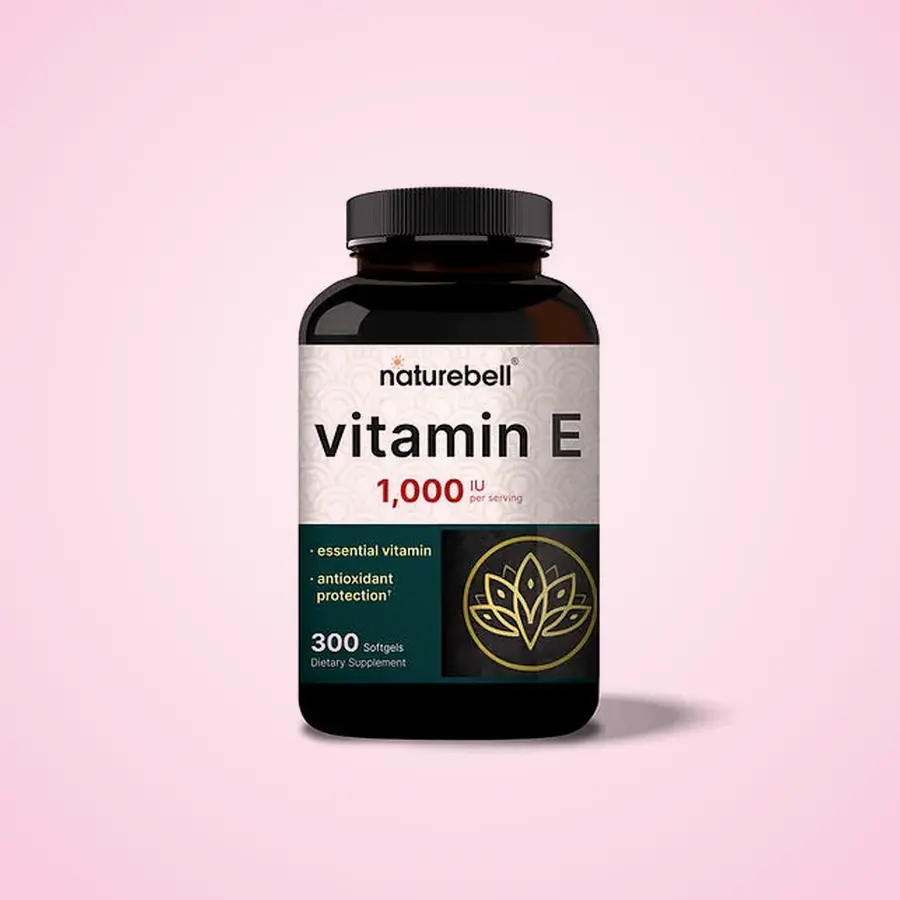 naturebell®
vitamin E
1,000 IU
per serving
· essential vitamin
· antioxidant
protection†
300 Softgels
Dietary Supplement